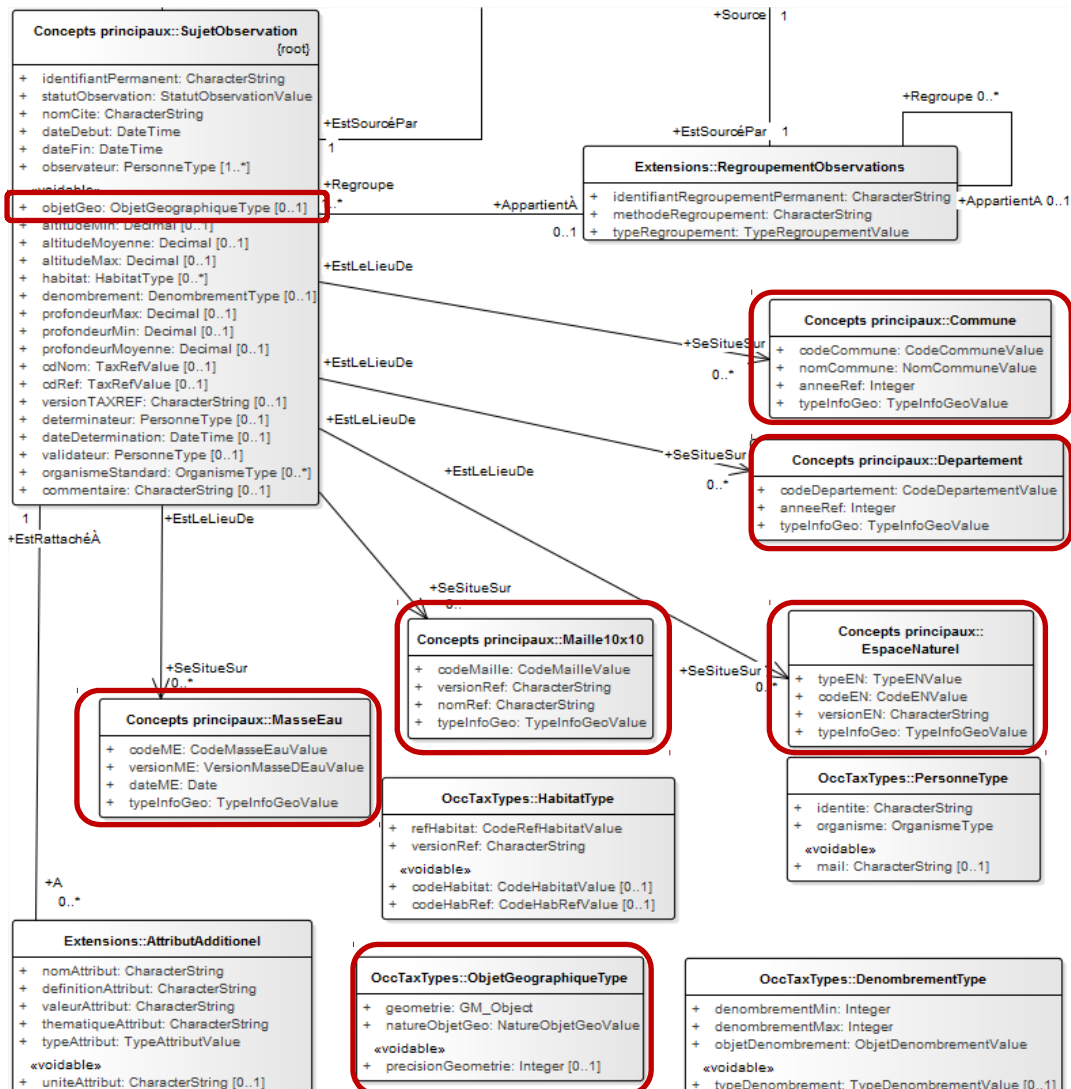 Concepts principaux::SujetObservation
{root}
+ identifiantPermanent: CharacterString
+ statutObservation: StatutObservationValue
+ nomCite: CharacterString
+ dateDebut: DateTime
+ dateFin: DateTime
+ observateur: PersonneType [1..*]
«voidable»
+ objetGeo: ObjetGeographiqueType [0..1]
+ altitudeMin: Decimal [0..1]
+ altitudeMoyenne: Decimal [0..1]
+ altitudeMax: Decimal [0..1]
+ habitat: HabitatType [0..*]
+ denombrement: DenombrementType [0..1]
+ profondeurMax: Decimal [0..1]
+ profondeurMin: Decimal [0..1]
+ profondeurMoyenne: Decimal [0..1]
+ cdNom: TaxRefValue [0..1]
+ cdRef: TaxRefValue [0..1]
+ versionTAXREF: CharacterString [0..1]
+ determinateur: PersonneType [0..1]
+ dateDetermination: DateTime [0..1]
+ validateur: PersonneType [0..1]
+ organismeStandard: OrganismeType [0..*]
+ commentaire: CharacterString [0..1]
+Source 1
+EstSourcéPar
1
+EstSourcéPar 1
+Regroupe 0..*
+AppartientA 0..1
Extensions::RegroupementObservations
+ identifiantRegroupementPermanent: CharacterString
+ methodeRegroupement: CharacterString
+ typeRegroupement: TypeRegroupementValue
+Regroupe
1..*
+AppartientÀ
0..1
+EstLeLieuDe
+SeSitueSur
0..*
Concepts principaux::Commune
+ codeCommune: CodeCommuneValue
+ nomCommune: NomCommuneValue
+ anneeRef: Integer
+ typeInfoGeo: TypeInfoGeoValue
+EstLeLieuDe
+SeSitueSur
0..*
Concepts principaux::Departement
+ codeDepartement: CodeDepartementValue
+ anneeRef: Integer
+ typeInfoGeo: TypeInfoGeoValue
+EstLeLieuDe
+EstLeLieuDe
1
+EstRattachéÀ
+EstLeLieuDe
+SeSitueSur
0..
Concepts principaux::Maille10x10
+ codeMaille: CodeMailleValue
+ versionRef: CharacterString
+ nomRef: CharacterString
+ typeInfoGeo: TypeInfoGeoValue
+SeSitueSur
0..*
Concepts principaux::
EspaceNaturel
+ typeEN: TypeENValue
+ codeEN: CodeENValue
+ versionEN: CharacterString
+ typeInfoGeo: TypeInfoGeoValue
+SeSitueSur
0..*
Concepts principaux::MasseEau
+ codeME: CodeMasseEauValue
+ versionME: VersionMasseDEauValue
+ dateME: Date
+ typeInfoGeo: TypeInfoGeoValue
OccTaxTypes::HabitatType
+ refHabitat: CodeRefHabitatValue
+ versionRef: CharacterString
«voidable»
+ codeHabitat: CodeHabitatValue [0..1]
+ codeHabRef: CodeHabRefValue [0..1]
OccTaxTypes::PersonneType
+ identite: CharacterString
+ organisme: OrganismeType
«voidable»
+ mail: CharacterString [0..1]
+A
0..*
Extensions::AttributAdditionel
+ nomAttribut: CharacterString
+ definitionAttribut: CharacterString
+ valeurAttribut: CharacterString
+ thematiqueAttribut: CharacterString
+ typeAttribut: TypeAttributValue
«voidable»
+ uniteAttribut: CharacterString [0..1]
OccTaxTypes::ObjetGeographiqueType
+ geometrie: GM_Object
+ natureObjetGeo: NatureObjetGeoValue
«voidable»
+ precisionGeometrie: Integer [0..1]
OccTaxTypes::DenombrementType
+ denombrementMin: Integer
+ denombrementMax: Integer
+ objetDenombrement: ObjetDenombrementValue
«voidable»
+ typeDenombrement: TypeDenombrementValue [0..1]